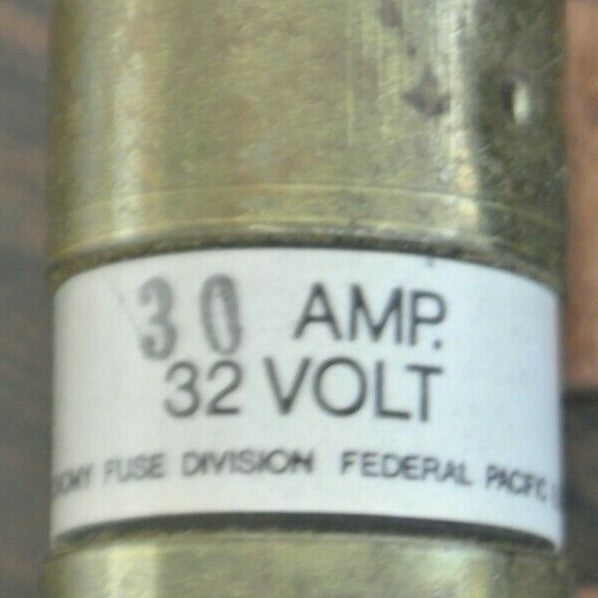 30 AMP.
32 VOLT
FUSE DIVISION FEDERAL PACIFIC